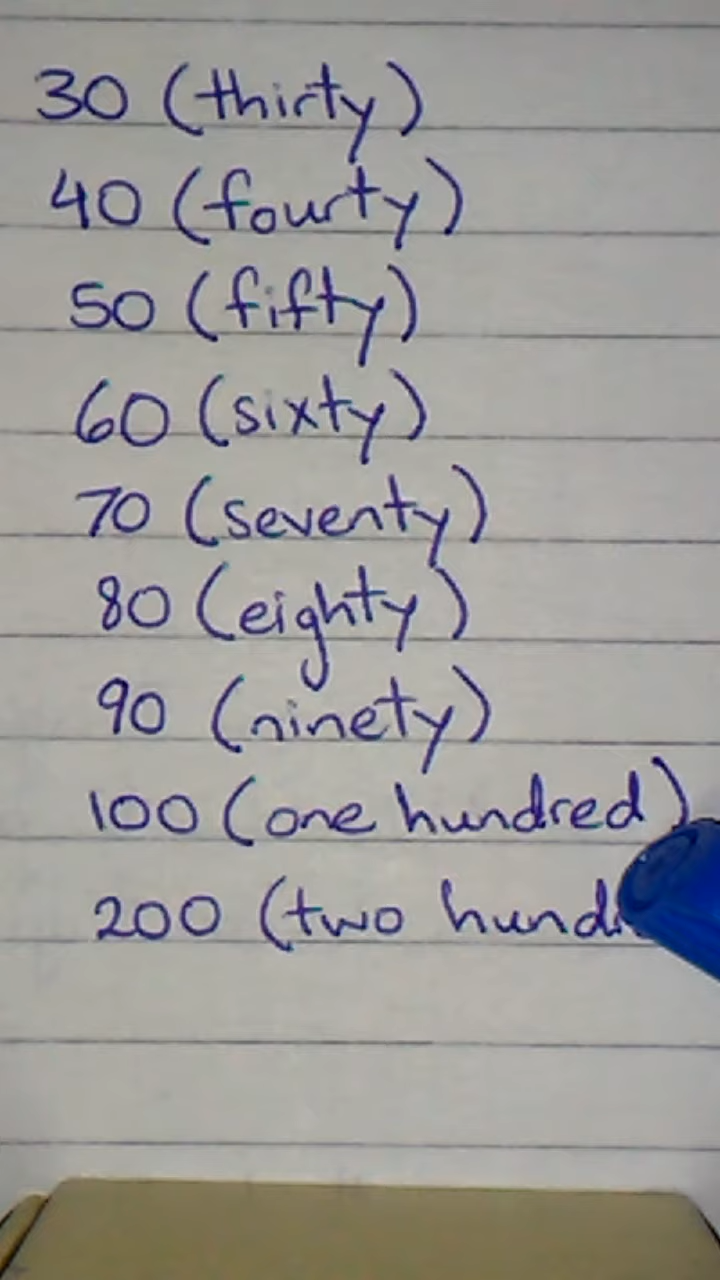 30 (thirty)
40 (fourty)
50 (fifty)
60 (sixty)
70 (seventy)
80 (eighty)
90 (ninety)
100 (one hundred)
200 (two